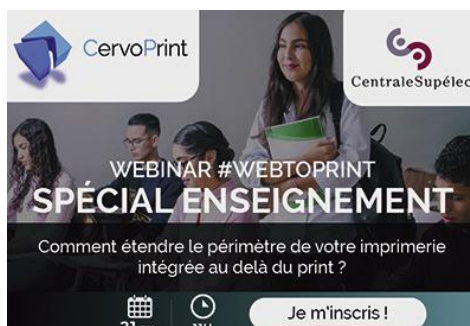 CervoPrint
CentraleSupélec
WEBINAR #WEBTOPRINT
SPÉCIAL ENSEIGNEMENT
Comment étendre le périmètre de votre imprimerie
intégrée au delà du print ?
Je m'inscris !